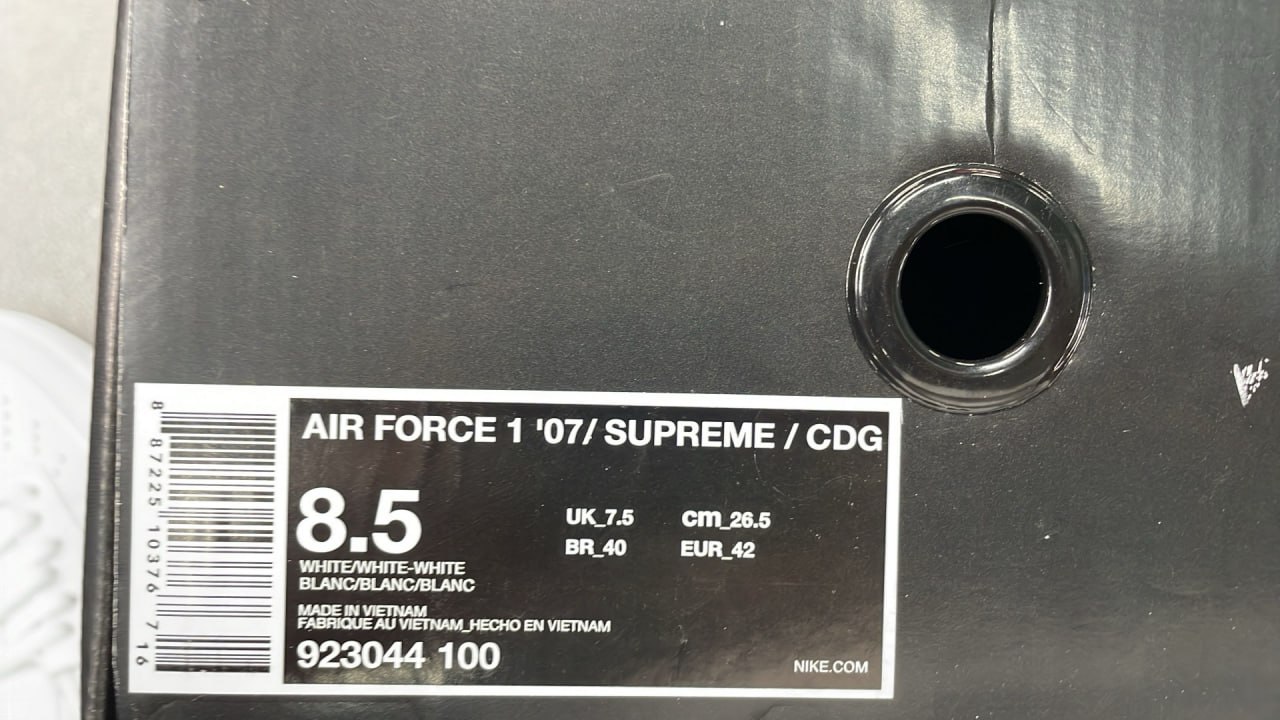 AIR FORCE 1 '07/ SUPREME / CDG
8.5
UK_7.5 cm_26.5
BR_40 EUR_42
WHITE/WHITE-WHITE
BLANC/BLANC/BLANC
MADE IN VIETNAM
FABRIQUE AU VIETNAM_HECHO EN VIETNAM
923044 100
NIKE.COM
8 87225 10376 7 16